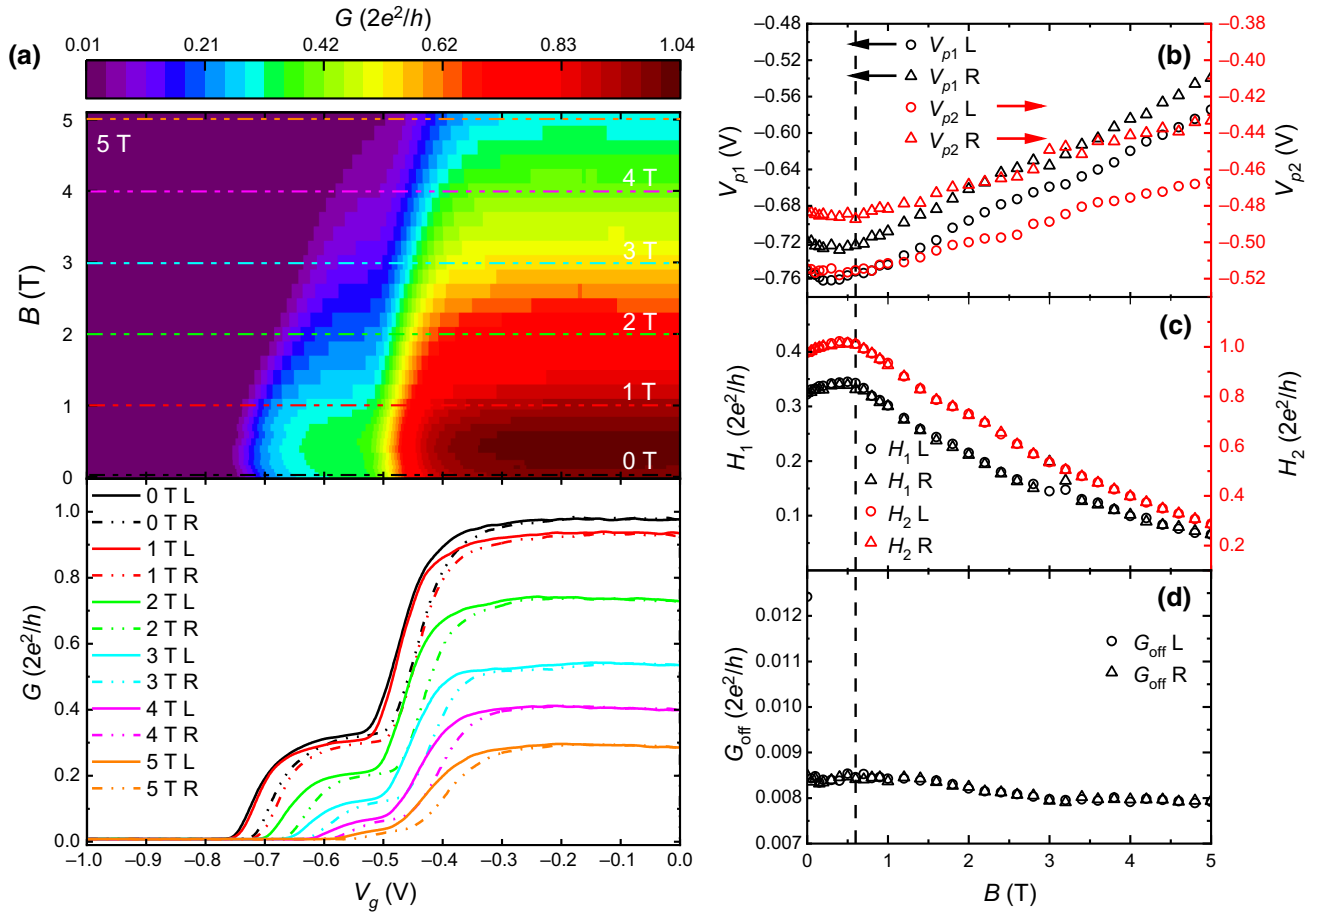 (a)
G (2e²/h)
0.01 0.21 0.42 0.62 0.83 1.04
B (T)
5
4
3
2
1
0
5 T
4 T
3 T
2 T
1 T
0 T
G (2e²/h)
1.0
0.8
0.6
0.4
0.2
0.0
0 T L
0 T R
1 T L
1 T R
2 T L
2 T R
3 T L
3 T R
4 T L
4 T R
5 T L
5 T R
−1.0 −0.9 −0.8 −0.7 −0.6 −0.5 −0.4 −0.3 −0.2 −0.1 0.0
V_g (V)
(b)
V_p1 (V)
−0.48
−0.52
−0.56
−0.60
−0.64
−0.68
−0.72
−0.76
V_p1 L
V_p1 R
V_p2 L
V_p2 R
−0.38
−0.40
−0.42
−0.44
−0.46
−0.48
−0.50
−0.52
V_p2 (V)
(c)
H_1 (2e²/h)
0.4
0.3
0.2
0.1
H_1 L
H_1 R
H_2 L
H_2 R
1.0
0.8
0.6
0.4
0.2
H_2 (2e²/h)
(d)
G_off (2e²/h)
0.012
0.011
0.010
0.009
0.008
0.007
G_off L
G_off R
0 1 2 3 4 5
B (T)